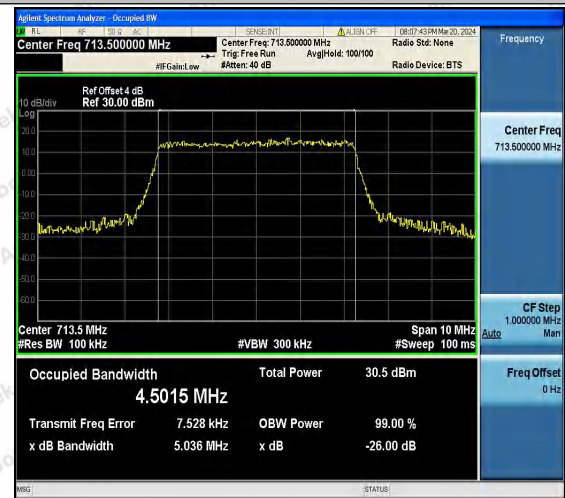 Agilent Spectrum Analyzer - Occupied BW
RL RF 50 Ω AC SENSE:INT ALIGN OFF 08:07:43 PM Mar 20, 2024
Center Freq 713.500000 MHz Center Freq: 713.500000 MHz Radio Std: None
Trig: Free Run Avg|Hold: 100/100
#IFGain:Low #Atten: 40 dB Radio Device: BTS
Ref Offset 4 dB
10 dB/div Ref 30.00 dBm
Log
20.0
10.0
0.00
-10.0
-20.0
-30.0
-40.0
-50.0
-60.0
Center 713.5 MHz Span 10 MHz
#Res BW 100 kHz #VBW 300 kHz #Sweep 100 ms
Occupied Bandwidth Total Power 30.5 dBm
4.5015 MHz
Transmit Freq Error 7.528 kHz OBW Power 99.00 %
x dB Bandwidth 5.036 MHz x dB -26.00 dB
MSG STATUS
Frequency
Center Freq
713.500000 MHz
CF Step
1.000000 MHz
Auto Man
Freq Offset
0 Hz